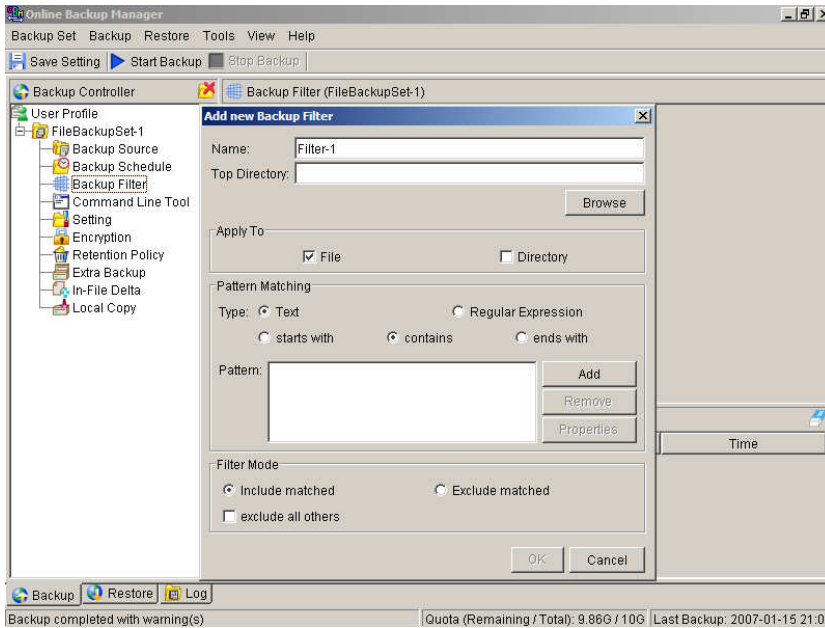 Online Backup Manager
Backup Set Backup Restore Tools View Help
Save Setting Start Backup Stop Backup
Backup Controller
Backup Filter (FileBackupSet-1)
User Profile
FileBackupSet-1
Backup Source
Backup Schedule
Backup Filter
Command Line Tool
Setting
Encryption
Retention Policy
Extra Backup
In-File Delta
Local Copy
Add new Backup Filter
Name: Filter-1
Top Directory:
Browse
Apply To
File Directory
Pattern Matching
Type: Text Regular Expression
starts with contains ends with
Pattern:
Add
Remove
Properties
Filter Mode
Include matched Exclude matched
exclude all others
OK Cancel
Time
Backup Restore Log
Backup completed with warning(s) Quota (Remaining / Total): 9.86G / 10G Last Backup: 2007-01-15 21:0